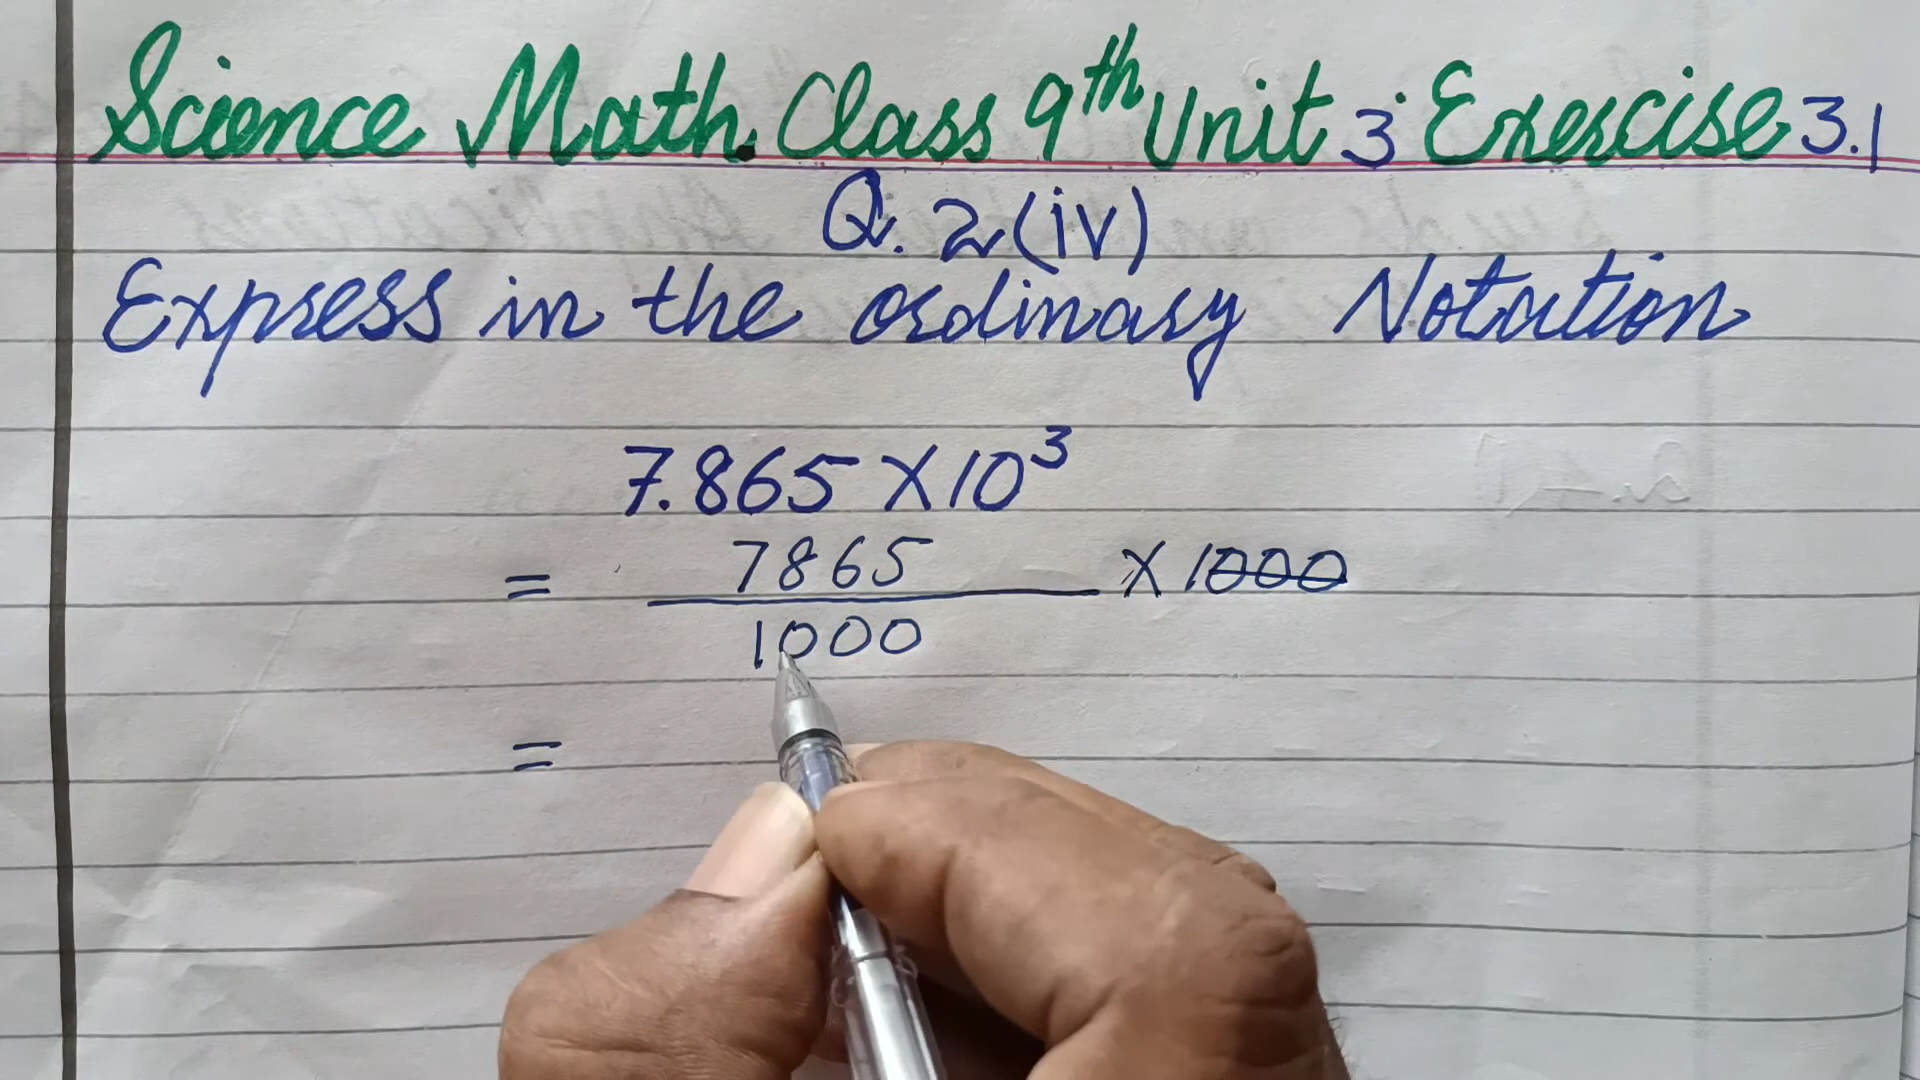 Science Math. Class 9th Unit 3 Exercise 3.1
Q. 2 (iv)
Express in the ordinary Notation
7.865 X 10³
= 7865 X 1000
1000
=